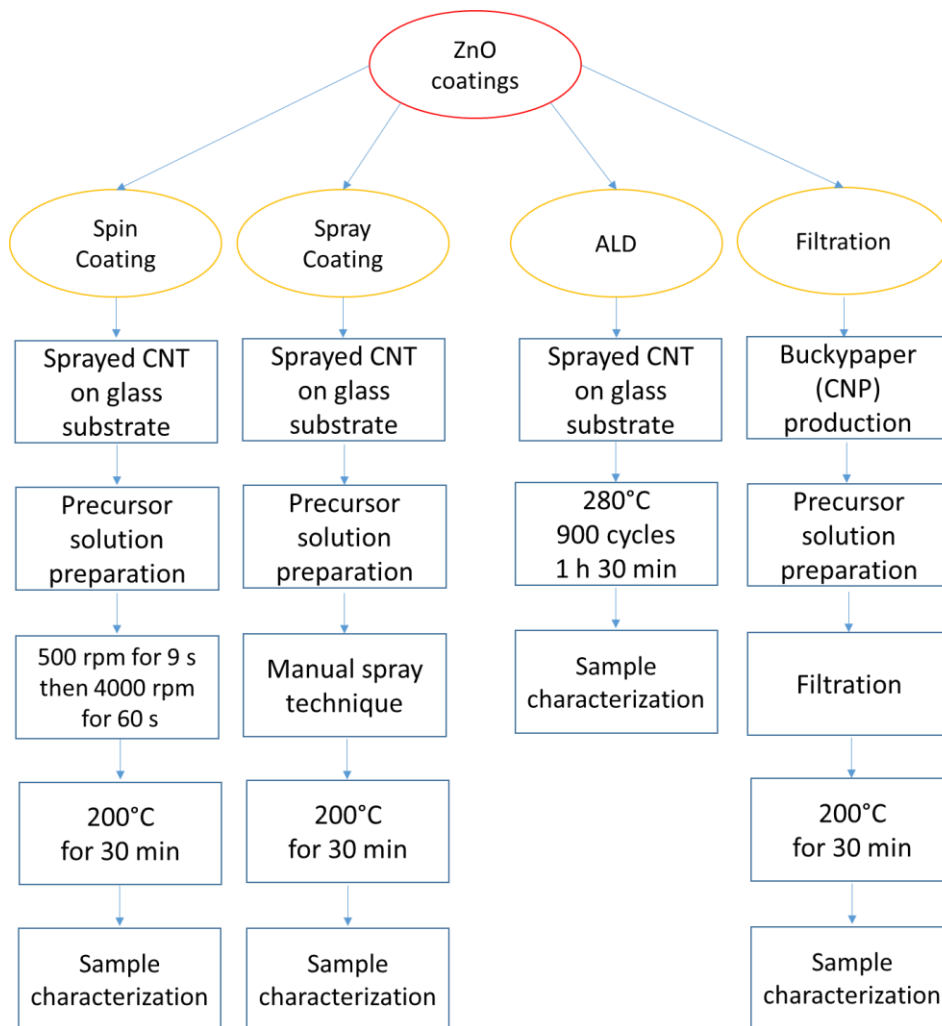 ZnO
coatings
Spin
Coating
Sprayed CNT
on glass
substrate
Precursor
solution
preparation
500 rpm for 9 s
then 4000 rpm
for 60 s
200°C
for 30 min
Sample
characterization
Spray
Coating
Sprayed CNT
on glass
substrate
Precursor
solution
preparation
Manual spray
technique
200°C
for 30 min
Sample
characterization
ALD
Sprayed CNT
on glass
substrate
280°C
900 cycles
1 h 30 min
Sample
characterization
Filtration
Buckypaper
(CNP)
production
Precursor
solution
preparation
Filtration
200°C
for 30 min
Sample
characterization